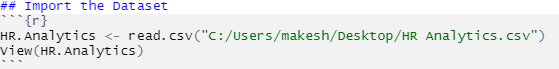 ## Import the Dataset
```{r}
HR.Analytics <- read.csv("C:/Users/makesh/Desktop/HR Analytics.csv")
View(HR.Analytics)
```